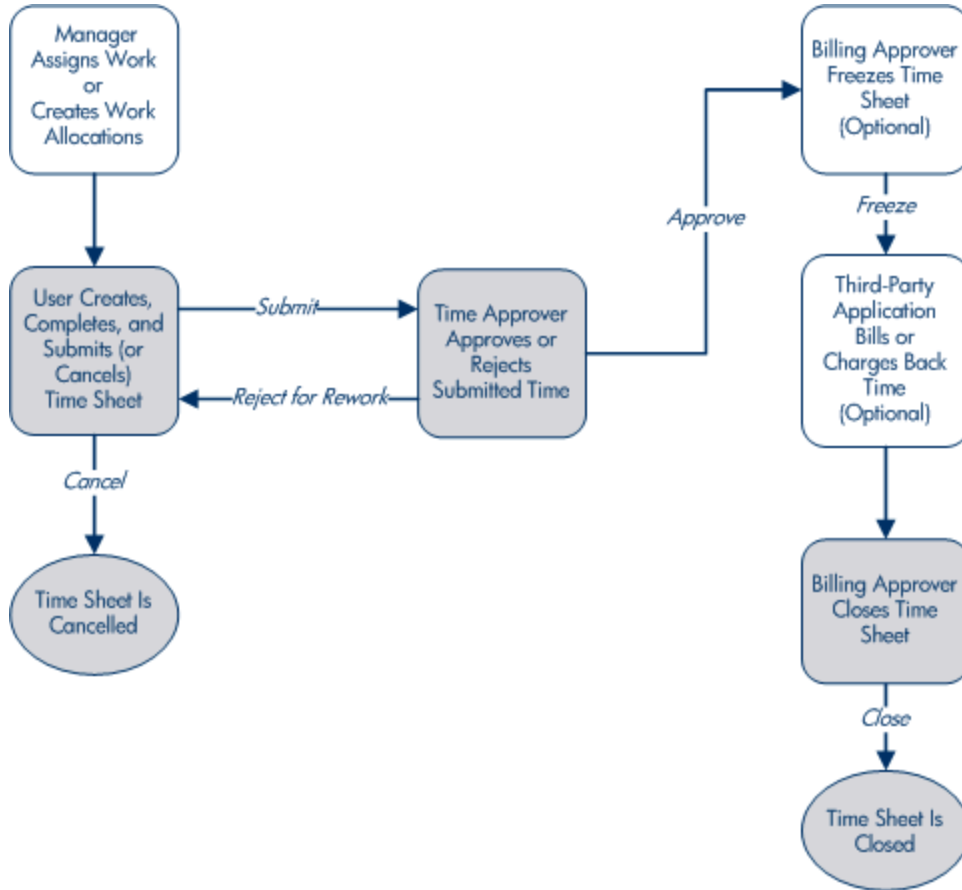 Manager
Assigns Work
or
Creates Work
Allocations
Billing Approver
Freezes Time
Sheet
(Optional)
Approve
Freeze
User Creates,
Completes, and
Submits (or
Cancels)
Time Sheet
Submit
Reject for Rework
Time Approver
Approves or
Rejects
Submitted Time
Third-Party
Application
Bills or
Charges Back
Time
(Optional)
Cancel
Time Sheet Is
Cancelled
Billing Approver
Closes Time
Sheet
Close
Time Sheet Is
Closed